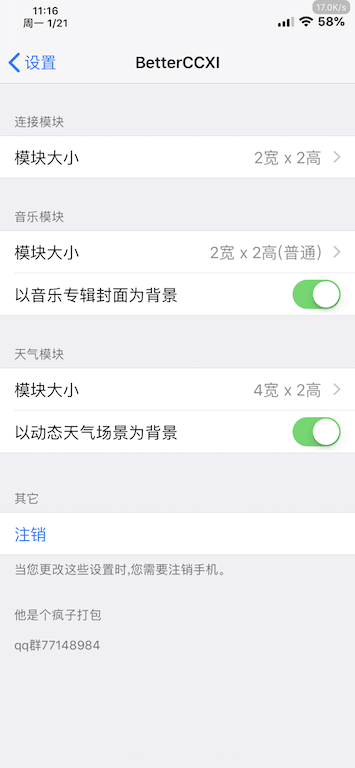 17.0K/s
11:16
周一 1/21
58%
设置
BetterCCXI
连接模块
模块大小
2宽 x 2高
音乐模块
模块大小
2宽 x 2高(普通)
以音乐专辑封面为背景
天气模块
模块大小
4宽 x 2高
以动态天气场景为背景
其它
注销
当您更改这些设置时,您需要注销手机。
他是个疯子打包
qq群77148984